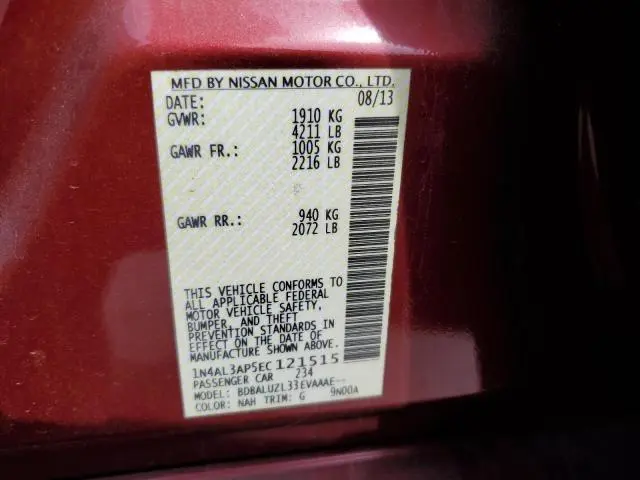 MFD BY NISSAN MOTOR CO., LTD.
DATE: 08/13
GVWR: 1910 KG
4211 LB
GAWR FR.: 1005 KG
2216 LB
GAWR RR.: 940 KG
2072 LB
THIS VEHICLE CONFORMS TO
ALL APPLICABLE FEDERAL
MOTOR VEHICLE SAFETY,
BUMPER, AND THEFT
PREVENTION STANDARDS IN
EFFECT ON THE DATE OF
MANUFACTURE SHOWN ABOVE.
1N4AL3AP5EC121515
PASSENGER CAR 234
MODEL: BDBALUZL33EVAAAE--
COLOR: NAH TRIM: G 9N00A